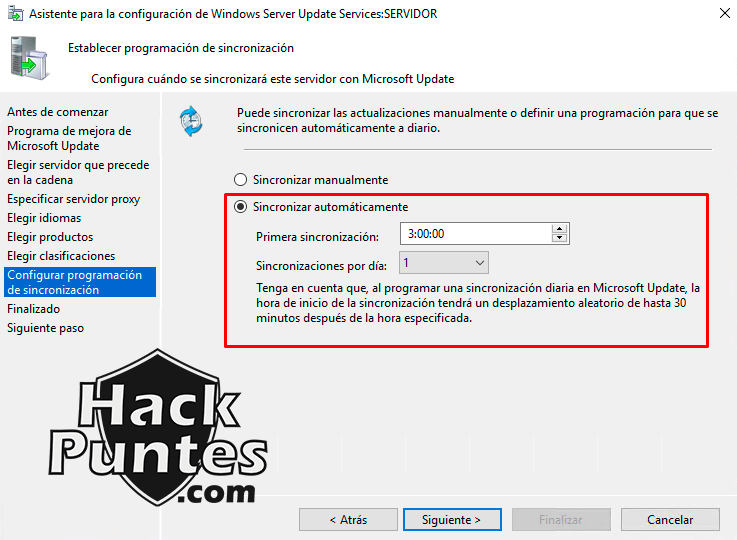 Asistente para la configuración de Windows Server Update Services:SERVIDOR
Establecer programación de sincronización
Configura cuándo se sincronizará este servidor con Microsoft Update
Antes de comenzar
Programa de mejora de
Microsoft Update
Elegir servidor que precede
en la cadena
Especificar servidor proxy
Elegir idiomas
Elegir productos
Elegir clasificaciones
Configurar programación
de sincronización
Finalizado
Siguiente paso
Puede sincronizar las actualizaciones manualmente o definir una programación para que se
sincronicen automáticamente a diario.
Sincronizar manualmente
Sincronizar automáticamente
Primera sincronización:
3:00:00
Sincronizaciones por día:
1
Tenga en cuenta que, al programar una sincronización diaria en Microsoft Update, la
hora de inicio de la sincronización tendrá un desplazamiento aleatorio de hasta 30
minutos después de la hora especificada.
Hack
Puntes
.com
< Atrás
Siguiente >
Finalizar
Cancelar